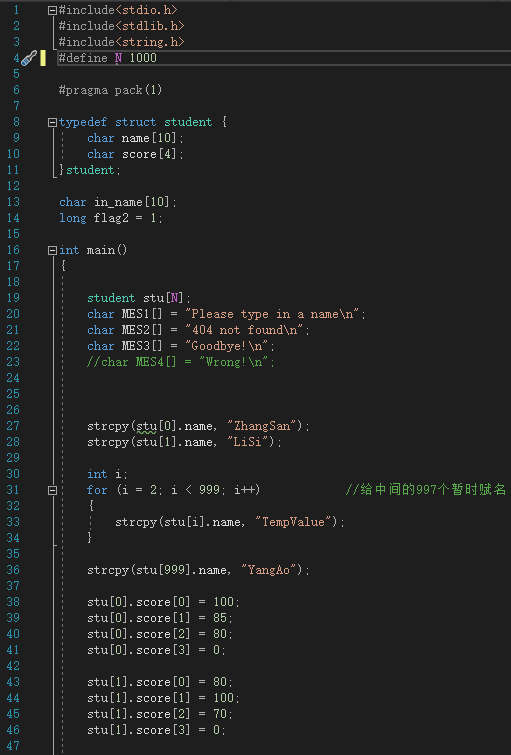 1 #include<stdio.h>
2 #include<stdlib.h>
3 #include<string.h>
4 #define N 1000
5
6 #pragma pack(1)
7
8 typedef struct student {
9 char name[10];
10 char score[4];
11 }student;
12
13 char in_name[10];
14 long flag2 = 1;
15
16 int main()
17 {
18
19 student stu[N];
20 char MES1[] = "Please type in a name\n";
21 char MES2[] = "404 not found\n";
22 char MES3[] = "Goodbye!\n";
23 //char MES4[] = "Wrong!\n";
24
25
26
27 strcpy(stu[0].name, "ZhangSan");
28 strcpy(stu[1].name, "LiSi");
29
30 int i;
31 for (i = 2; i < 999; i++) //给中间的997个暂时赋名
32 {
33 strcpy(stu[i].name, "TempValue");
34 }
35
36 strcpy(stu[999].name, "YangAo");
37
38 stu[0].score[0] = 100;
39 stu[0].score[1] = 85;
40 stu[0].score[2] = 80;
41 stu[0].score[3] = 0;
42
43 stu[1].score[0] = 80;
44 stu[1].score[1] = 100;
45 stu[1].score[2] = 70;
46 stu[1].score[3] = 0;
47